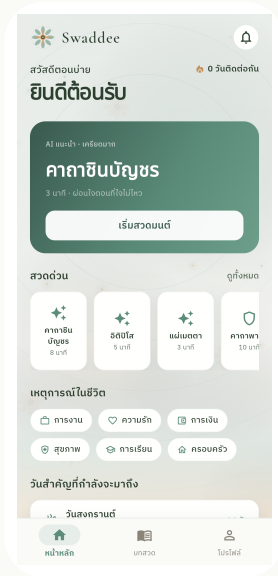 Swaddee
สวัสดีตอนบ่าย
0 วันติดต่อกัน
ยินดีต้อนรับ
AI แนะนำ · เครียดมาก
คาถาชินบัญชร
3 นาที · ผ่อนใจตอนที่ใจไม่ไหว
เริ่มสวดมนต์
สวดด่วน
ดูทั้งหมด
คาถาชิน
บัญชร
8 นาที
อิติปิโส
5 นาที
แผ่เมตตา
3 นาที
คาถาพา
10 นาที
เหตุการณ์ในชีวิต
การงาน
ความรัก
การเงิน
สุขภาพ
การเรียน
ครอบครัว
วันสำคัญที่กำลังจะมาถึง
วันสงกรานต์
หน้าหลัก
บทสวด
โปรไฟล์